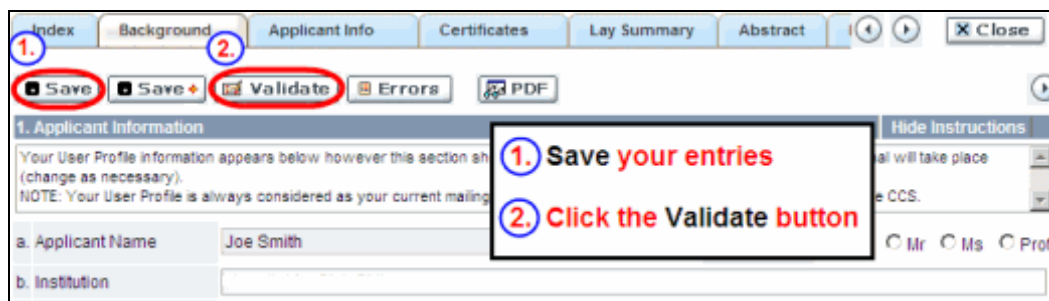 Index Background Applicant Info Certificates Lay Summary Abstract Close
1. 2.
Save Save+ Validate Errors PDF
1. Applicant Information Hide Instructions
Your User Profile information appears below however this section sh al will take place
(change as necessary).
NOTE: Your User Profile is always considered as your current mailing e CCS.
1. Save your entries
2. Click the Validate button
a. Applicant Name Joe Smith Mr Ms Prof
b. Institution